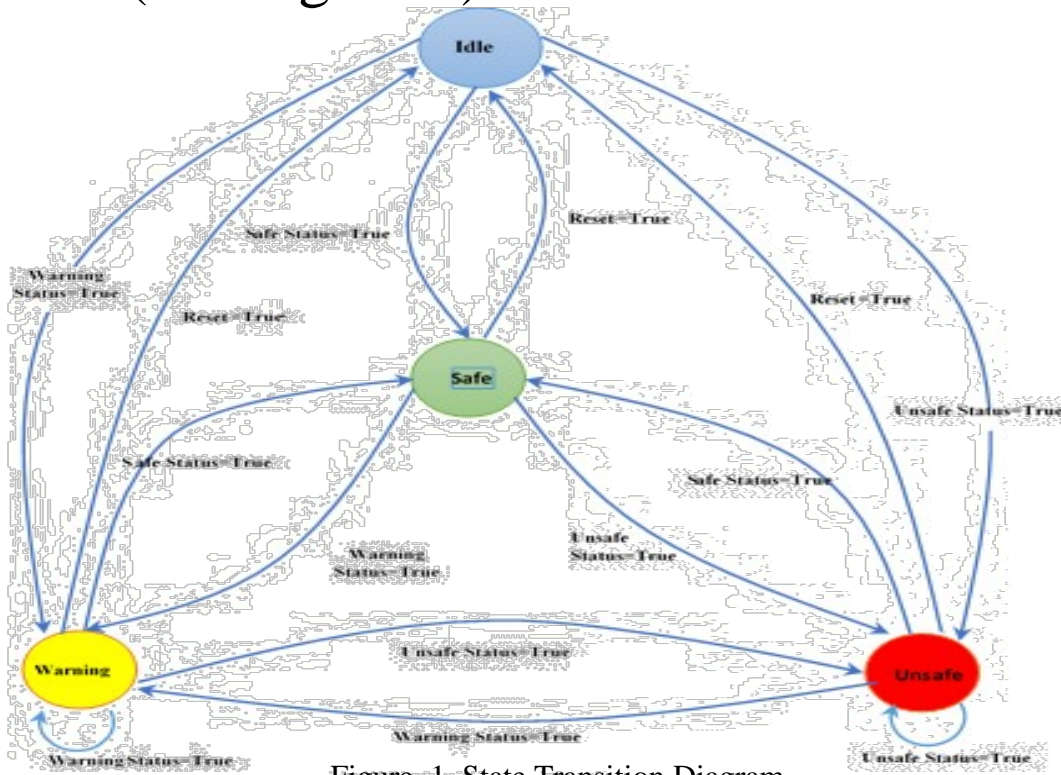 Idle
Safe Status=True
Reset=True
Warning
Status=True
Reset=True
Reset=True
Safe
Unsafe Status=True
Safe Status=True
Safe Status=True
Unsafe
Status=True
Warning
Status=True
Unsafe Status=True
Warning
Unsafe
Warning Status=True
Warning Status=True
Unsafe Status=True
Figure 1: State Transition Diagram